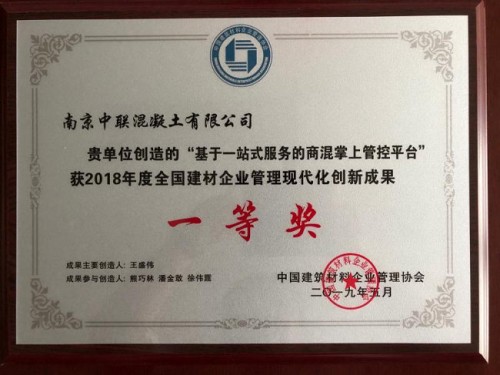 南京中联混凝土有限公司
贵单位创造的“基于一站式服务的商混掌上管控平台”
获2018年度全国建材企业管理现代化创新成果
一等奖
成果主要创造人：王盛伟
成果参与创造人：熊巧林 潘金敢 徐伟霞
中国建筑材料企业管理协会
二〇一九年五月